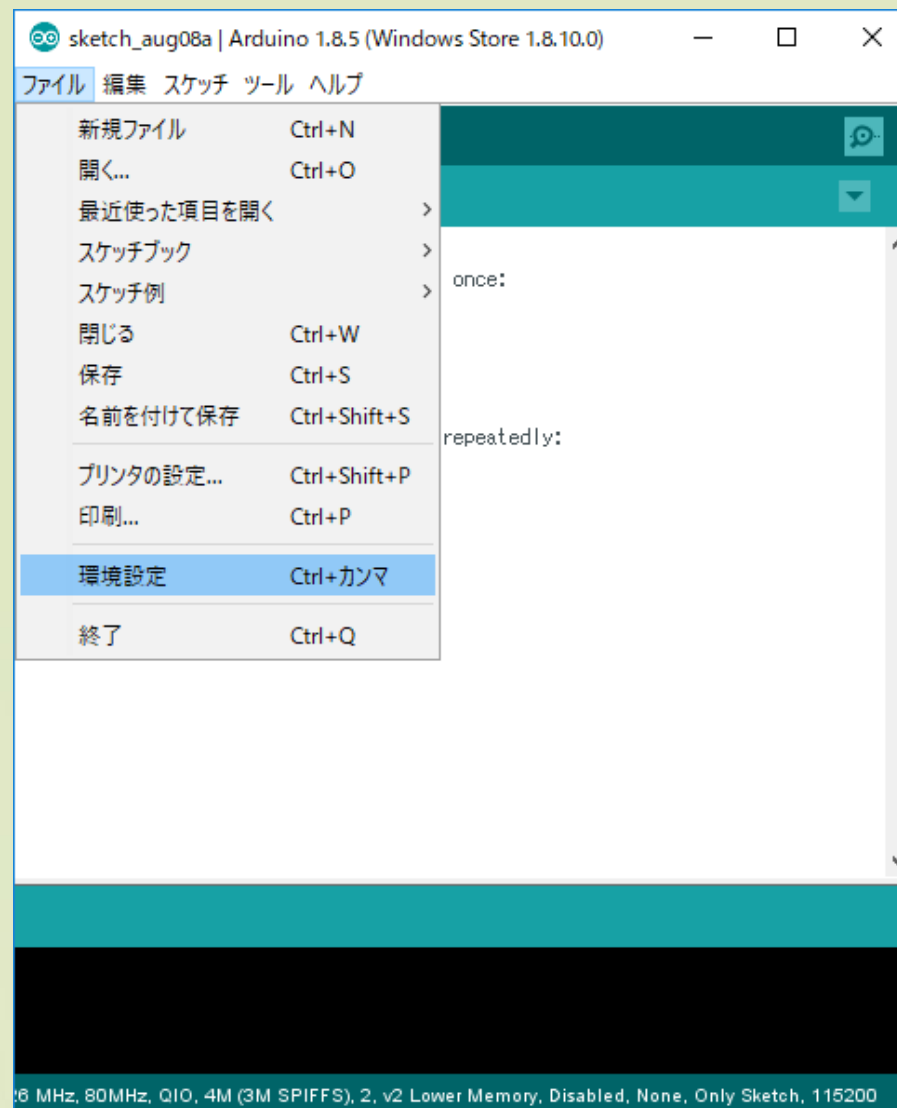 sketch_aug08a | Arduino 1.8.5 (Windows Store 1.8.10.0)
ファイル 編集 スケッチ ツール ヘルプ
新規ファイル Ctrl+N
開く... Ctrl+O
最近使った項目を開く
スケッチブック
スケッチ例
once:
閉じる Ctrl+W
保存 Ctrl+S
名前を付けて保存 Ctrl+Shift+S
repeatedly:
プリンタの設定... Ctrl+Shift+P
印刷... Ctrl+P
環境設定 Ctrl+カンマ
終了 Ctrl+Q
MHz, 80MHz, QIO, 4M (3M SPIFFS), 2, v2 Lower Memory, Disabled, None, Only Sketch, 115200